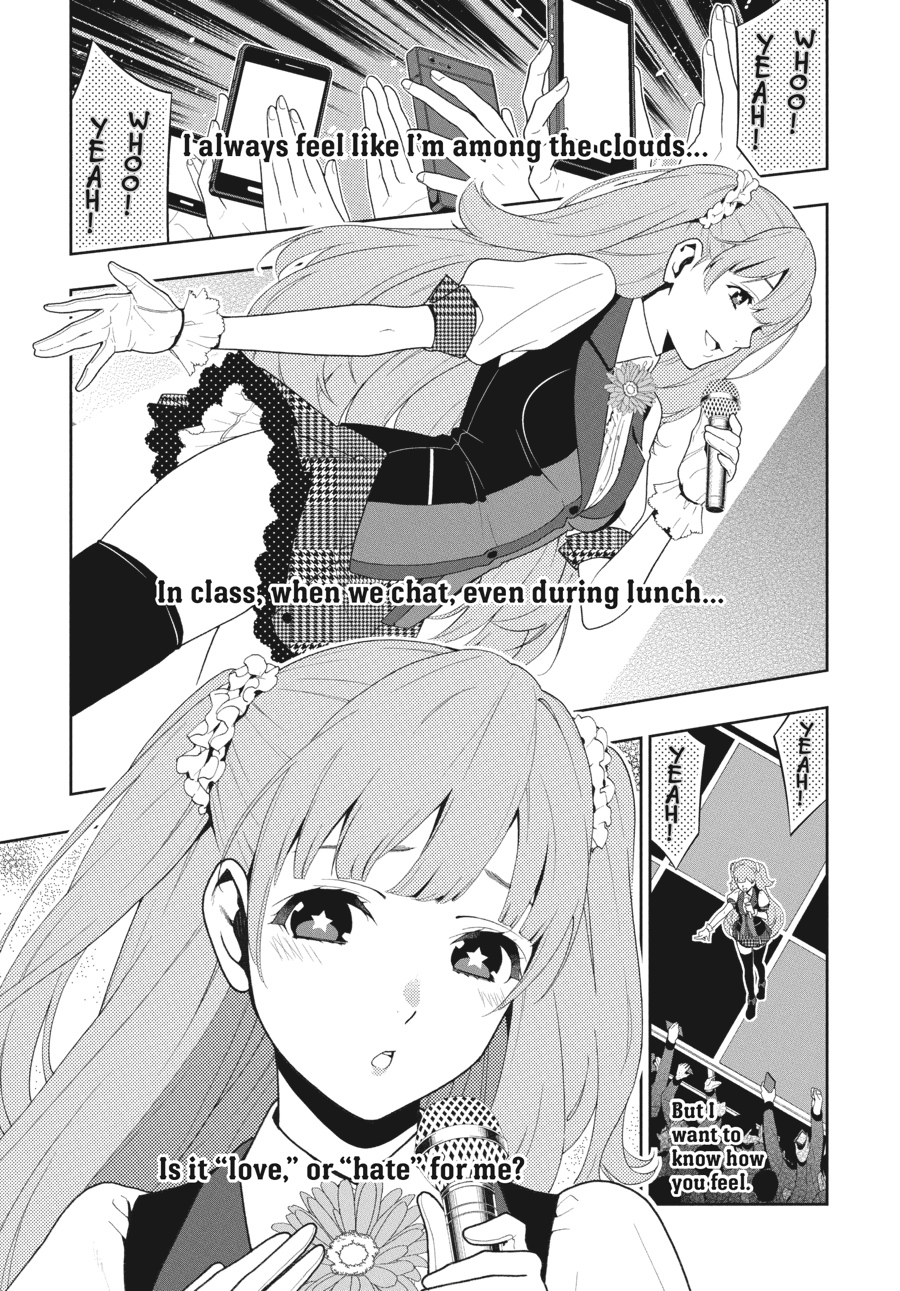 WHOO!
YEAH!
WHOO!
YEAH!
I always feel like I'm among the clouds...
In class, when we chat, even during lunch...
YEAH!
YEAH!
But I
want to
know how
you feel.
Is it “love,” or “hate” for me?